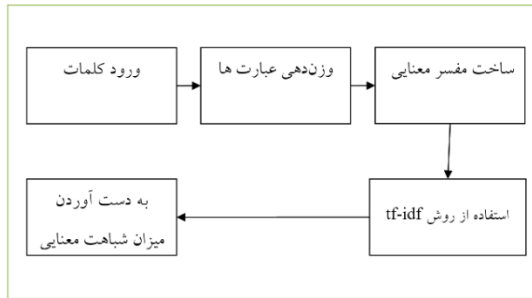 ورود کلمات
وزن‌دهی عبارت ها
ساخت مفسر معنایی
استفاده از روش tf-idf
به دست آوردن
میزان شباهت معنایی